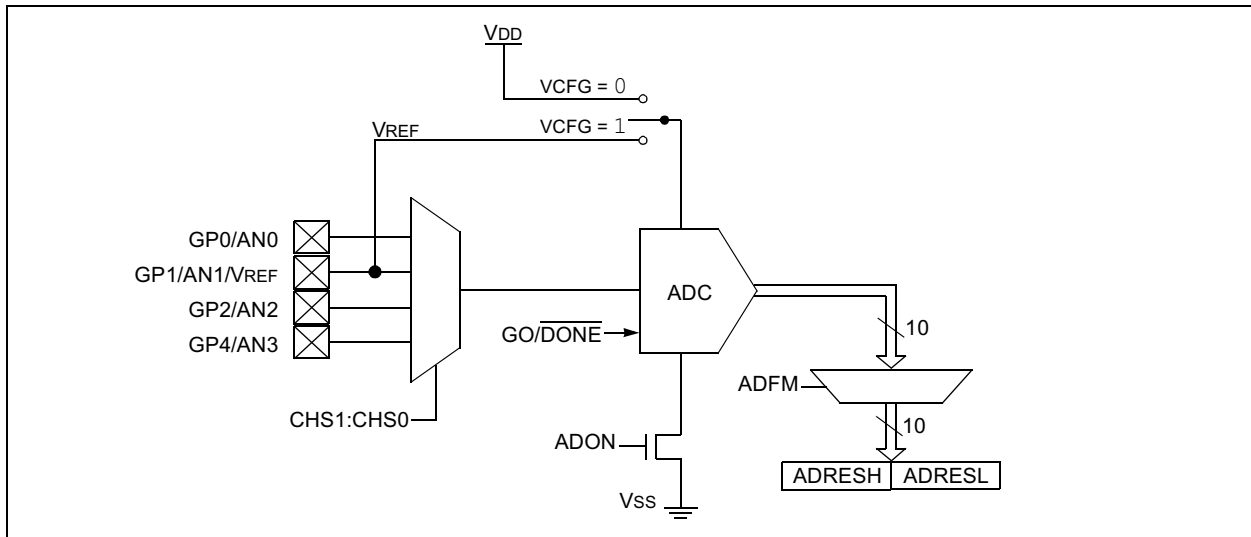 VDD
VCFG = 0
VCFG = 1
VREF
GP0/AN0
GP1/AN1/VREF
GP2/AN2
GP4/AN3
ADC
GO/DONE
10
ADFM
CHS1:CHS0
10
ADON
ADRESH ADRESL
VSS